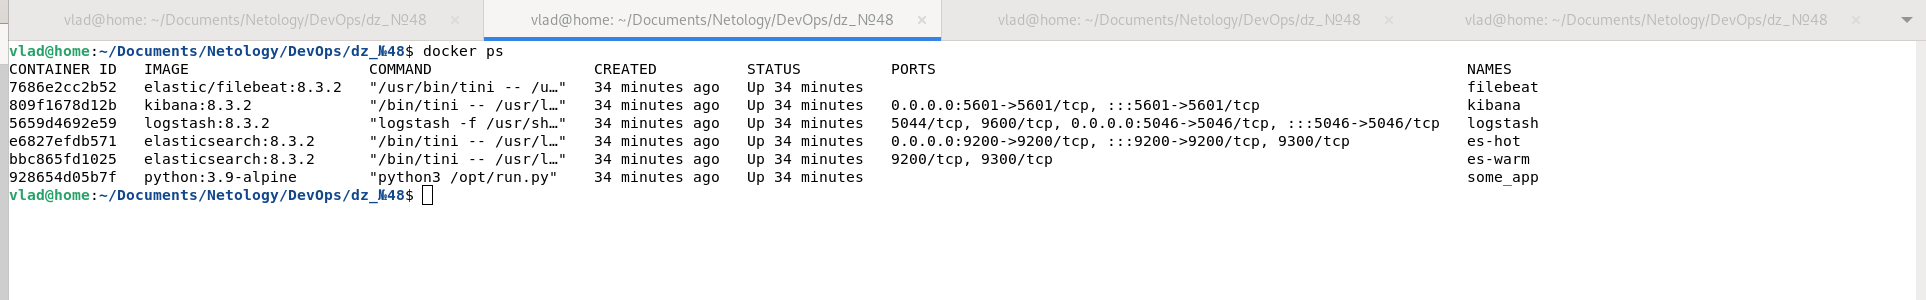 vlad@home: ~/Documents/Netology/DevOps/dz_№48 × vlad@home: ~/Documents/Netology/DevOps/dz_№48 × vlad@home: ~/Documents/Netology/DevOps/dz_№48 × vlad@home: ~/Documents/Netology/DevOps/dz_№48 ×
vlad@home:~/Documents/Netology/DevOps/dz_№48$ docker ps
CONTAINER ID IMAGE COMMAND CREATED STATUS PORTS NAMES
7686e2cc2b52 elastic/filebeat:8.3.2 "/usr/bin/tini -- /u…" 34 minutes ago Up 34 minutes filebeat
809f1678d12b kibana:8.3.2 "/bin/tini -- /usr/l…" 34 minutes ago Up 34 minutes 0.0.0.0:5601->5601/tcp, :::5601->5601/tcp kibana
5659d4692e59 logstash:8.3.2 "logstash -f /usr/sh…" 34 minutes ago Up 34 minutes 5044/tcp, 9600/tcp, 0.0.0.0:5046->5046/tcp, :::5046->5046/tcp logstash
e6827efdb571 elasticsearch:8.3.2 "/bin/tini -- /usr/l…" 34 minutes ago Up 34 minutes 0.0.0.0:9200->9200/tcp, :::9200->9200/tcp, 9300/tcp es-hot
bbc865fd1025 elasticsearch:8.3.2 "/bin/tini -- /usr/l…" 34 minutes ago Up 34 minutes 9200/tcp, 9300/tcp es-warm
928654d05b7f python:3.9-alpine "python3 /opt/run.py" 34 minutes ago Up 34 minutes some_app
vlad@home:~/Documents/Netology/DevOps/dz_№48$